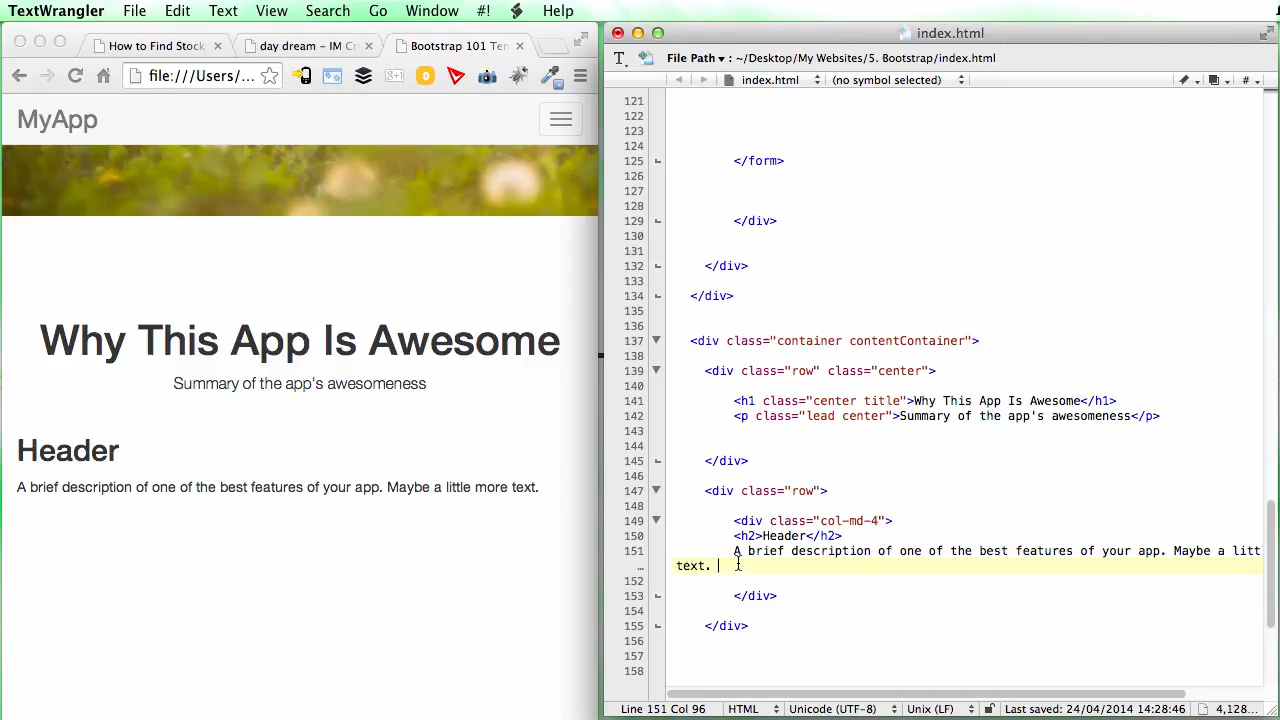 TextWrangler File Edit Text View Search Go Window #! Help
How to Find Stock
day dream – IM Cr
Bootstrap 101 Tem
file:///Users/...
MyApp
Why This App Is Awesome
Summary of the app's awesomeness
Header
A brief description of one of the best features of your app. Maybe a little more text.
index.html
File Path ▾ : ~/Desktop/My Websites/5. Bootstrap/index.html
index.html (no symbol selected)
121
122
123
124
125 </form>
126
127
128
129 </div>
130
131
132 </div>
133
134 </div>
135
136
137 <div class="container contentContainer">
138
139 <div class="row" class="center">
140
141 <h1 class="center title">Why This App Is Awesome</h1>
142 <p class="lead center">Summary of the app's awesomeness</p>
143
144
145 </div>
146
147 <div class="row">
148
149 <div class="col-md-4">
150 <h2>Header</h2>
151 A brief description of one of the best features of your app. Maybe a litt
… text.
152
153 </div>
154
155 </div>
156
157
158
Line 151 Col 96 HTML Unicode (UTF-8) Unix (LF) Last saved: 24/04/2014 14:28:46 4,128...